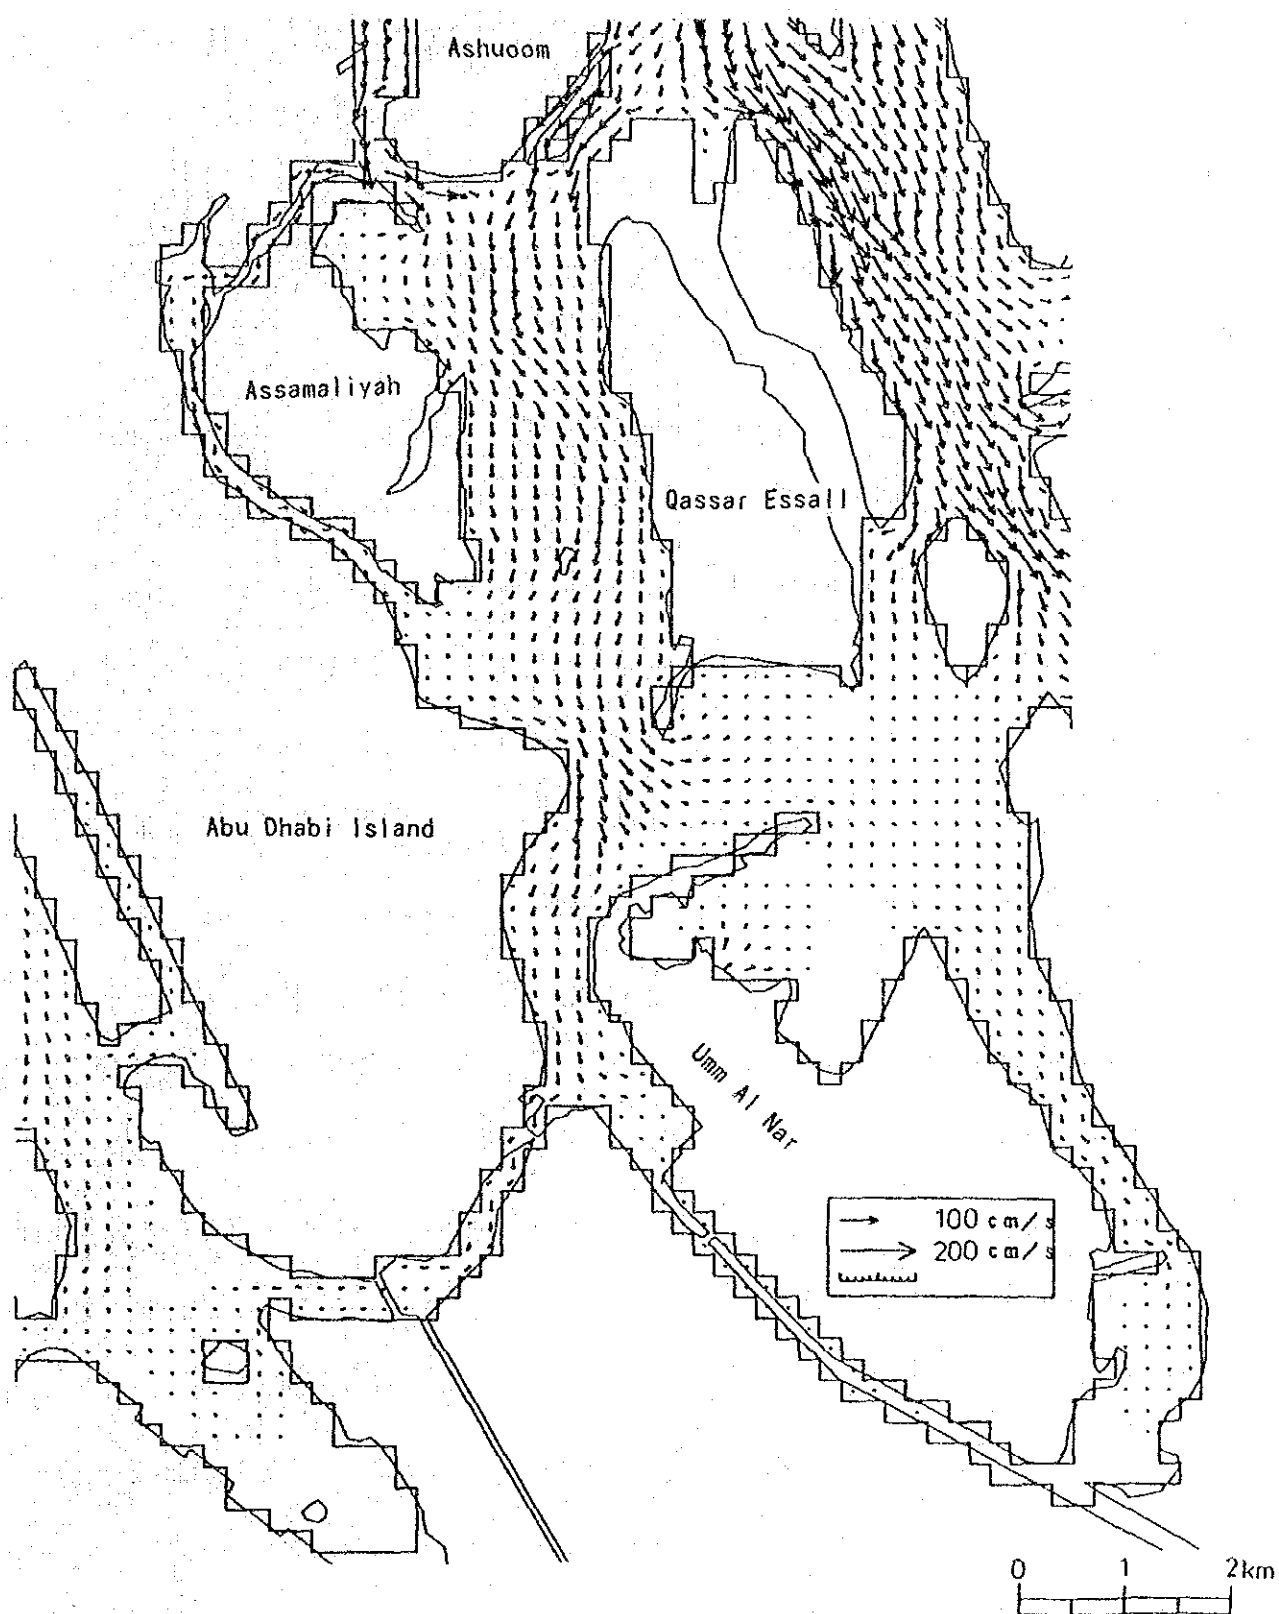 Ashuoom
Assamaliyah
Qassar Essall
Abu Dhabi Island
Umm Al Nar
100 cm/s
200 cm/s
0 1 2km